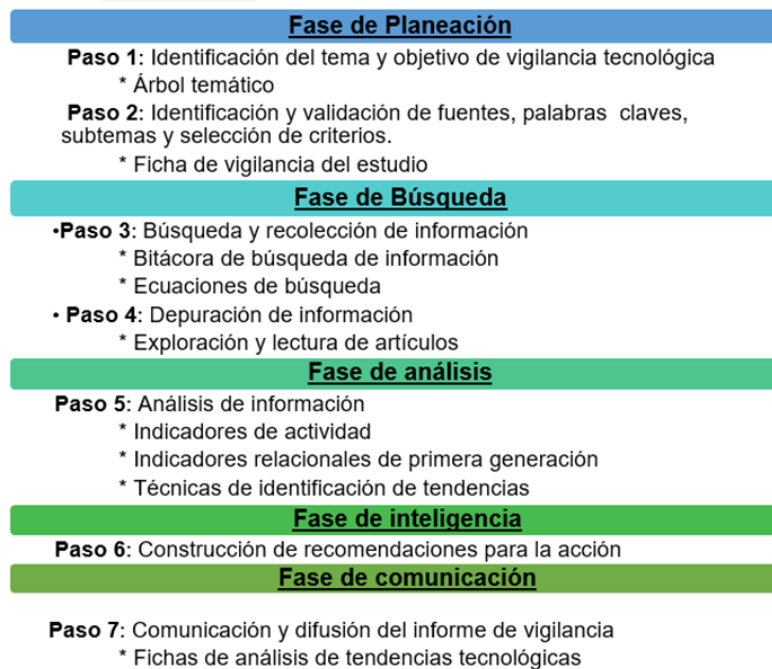 Fase de Planeación
Paso 1: Identificación del tema y objetivo de vigilancia tecnológica
* Árbol temático
Paso 2: Identificación y validación de fuentes, palabras claves,
subtemas y selección de criterios.
* Ficha de vigilancia del estudio
Fase de Búsqueda
•Paso 3: Búsqueda y recolección de información
* Bitácora de búsqueda de información
* Ecuaciones de búsqueda
• Paso 4: Depuración de información
* Exploración y lectura de artículos
Fase de análisis
Paso 5: Análisis de información
* Indicadores de actividad
* Indicadores relacionales de primera generación
* Técnicas de identificación de tendencias
Fase de inteligencia
Paso 6: Construcción de recomendaciones para la acción
Fase de comunicación
Paso 7: Comunicación y difusión del informe de vigilancia
* Fichas de análisis de tendencias tecnológicas